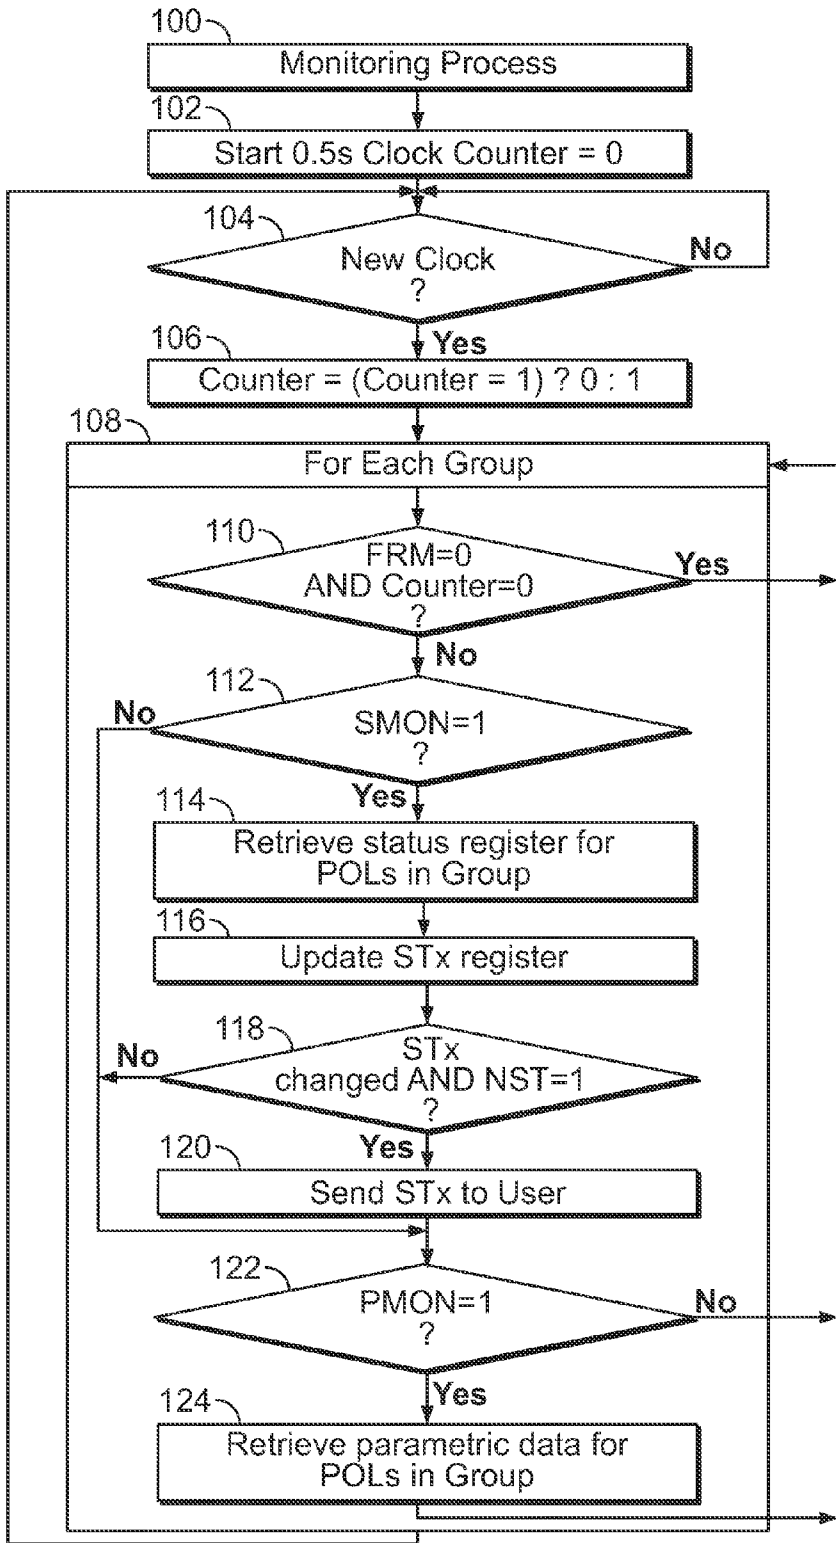 100
Monitoring Process
102
Start 0.5s Clock Counter = 0
104
New Clock
?
No
Yes
106
Counter = (Counter = 1) ? 0 : 1
108
For Each Group
110
FRM=0
AND Counter=0
?
Yes
No
112
No
SMON=1
?
Yes
114
Retrieve status register for
POLs in Group
116
Update STx register
118
No
STx
changed AND NST=1
?
Yes
120
Send STx to User
122
PMON=1
?
No
Yes
124
Retrieve parametric data for
POLs in Group